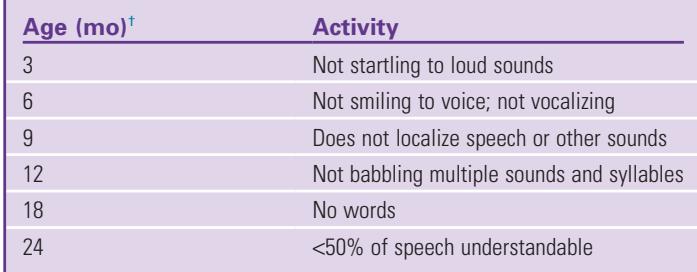 Age (mo)† Activity
3 Not startling to loud sounds
6 Not smiling to voice; not vocalizing
9 Does not localize speech or other sounds
12 Not babbling multiple sounds and syllables
18 No words
24 <50% of speech understandable